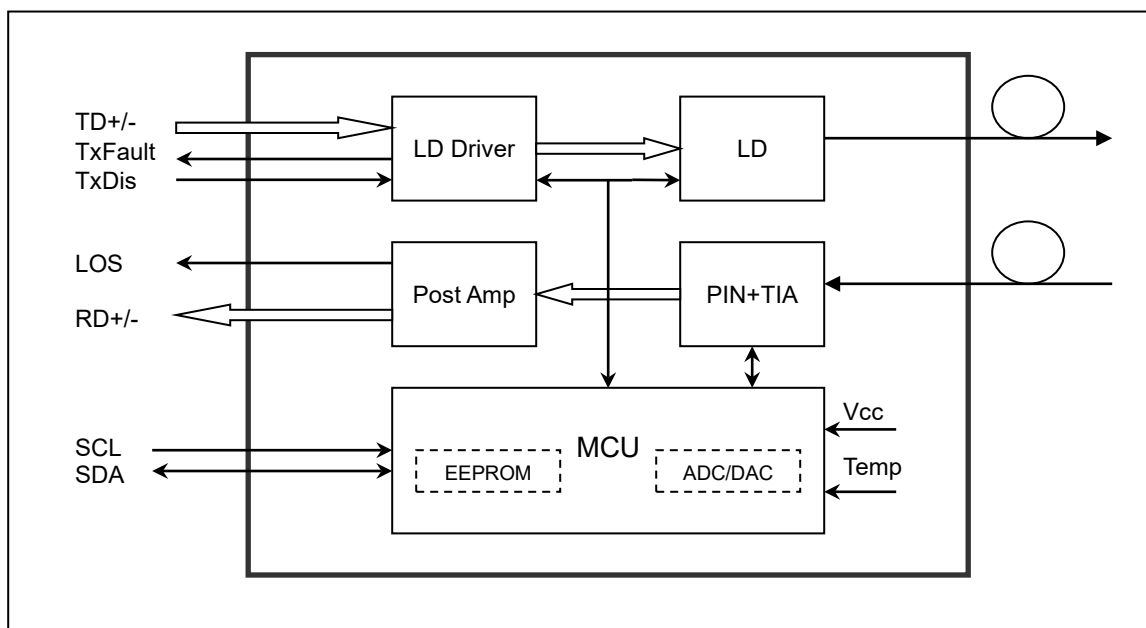 TD+/-
TxFault
TxDis
LD Driver
LD
LOS
RD+/-
Post Amp
PIN+TIA
SCL
SDA
MCU
EEPROM
ADC/DAC
Vcc
Temp